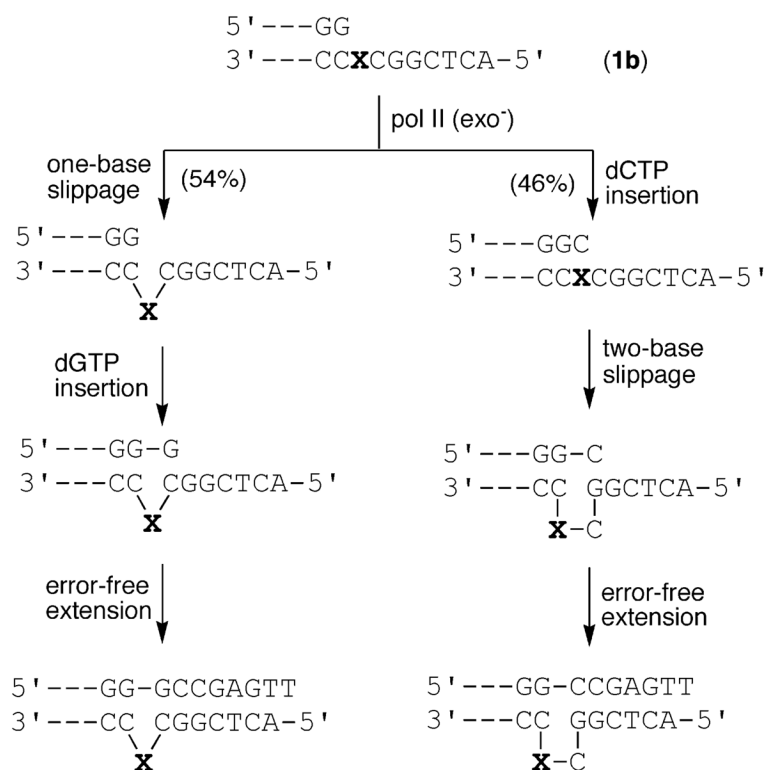 5'---GG
3'---CCXCGGCTCA-5' (1b)
pol II (exo-)
one-base
slippage
(54%)
(46%)
dCTP
insertion
5'---GG
3'---CC CGGCTCA-5'
X
5'---GGC
3'---CCXCGGCTCA-5'
dGTP
insertion
two-base
slippage
5'---GG-G
3'---CC CGGCTCA-5'
X
5'---GG-C
3'---CC GGCTCA-5'
X-C
error-free
extension
error-free
extension
5'---GG-GCCGAGTT
3'---CC CGGCTCA-5'
X
5'---GG-CCGAGTT
3'---CC GGCTCA-5'
X-C